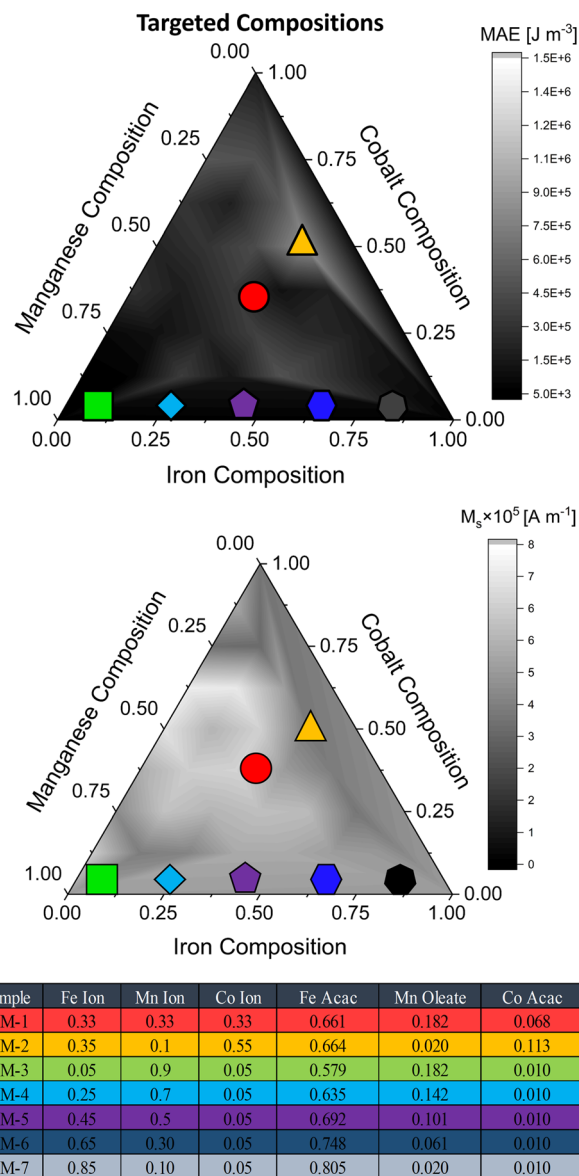 Targeted Compositions
MAE [J m⁻³]
0.00
1.00
0.25
0.75
0.50
0.50
0.75
0.25
1.00
0.00
Manganese Composition
Cobalt Composition
0.00 0.25 0.50 0.75 1.00
Iron Composition
1.5E+6
1.4E+6
1.2E+6
1.1E+6
9.0E+5
7.5E+5
6.0E+5
4.5E+5
3.0E+5
1.5E+5
5.0E+3
Mₛ×10⁵ [A m⁻¹]
0.00
1.00
0.25
0.75
0.50
0.50
0.75
0.25
1.00
0.00
Manganese Composition
Cobalt Composition
0.00 0.25 0.50 0.75 1.00
Iron Composition
8
7
6
6
5
4
3
2
2
1
0
mple Fe Ion Mn Ion Co Ion Fe Acac Mn Oleate Co Acac
M-1 0.33 0.33 0.33 0.661 0.182 0.068
M-2 0.35 0.1 0.55 0.664 0.020 0.113
M-3 0.05 0.9 0.05 0.579 0.182 0.010
M-4 0.25 0.7 0.05 0.635 0.142 0.010
M-5 0.45 0.5 0.05 0.692 0.101 0.010
M-6 0.65 0.30 0.05 0.748 0.061 0.010
M-7 0.85 0.10 0.05 0.805 0.020 0.010